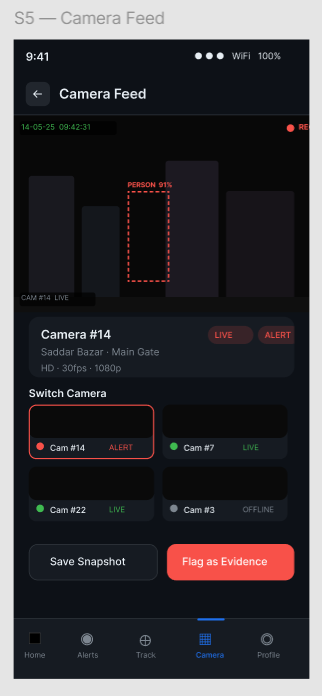 S5 — Camera Feed
9:41 WiFi 100%
← Camera Feed
14-05-25 09:42:31
PERSON 91%
CAM #14 LIVE
Camera #14 LIVE ALERT
Saddar Bazar · Main Gate
HD · 30fps · 1080p
Switch Camera
Cam #14 ALERT
Cam #7 LIVE
Cam #22 LIVE
Cam #3 OFFLINE
Save Snapshot
Flag as Evidence
Home
Alerts
Track
Camera
Profile